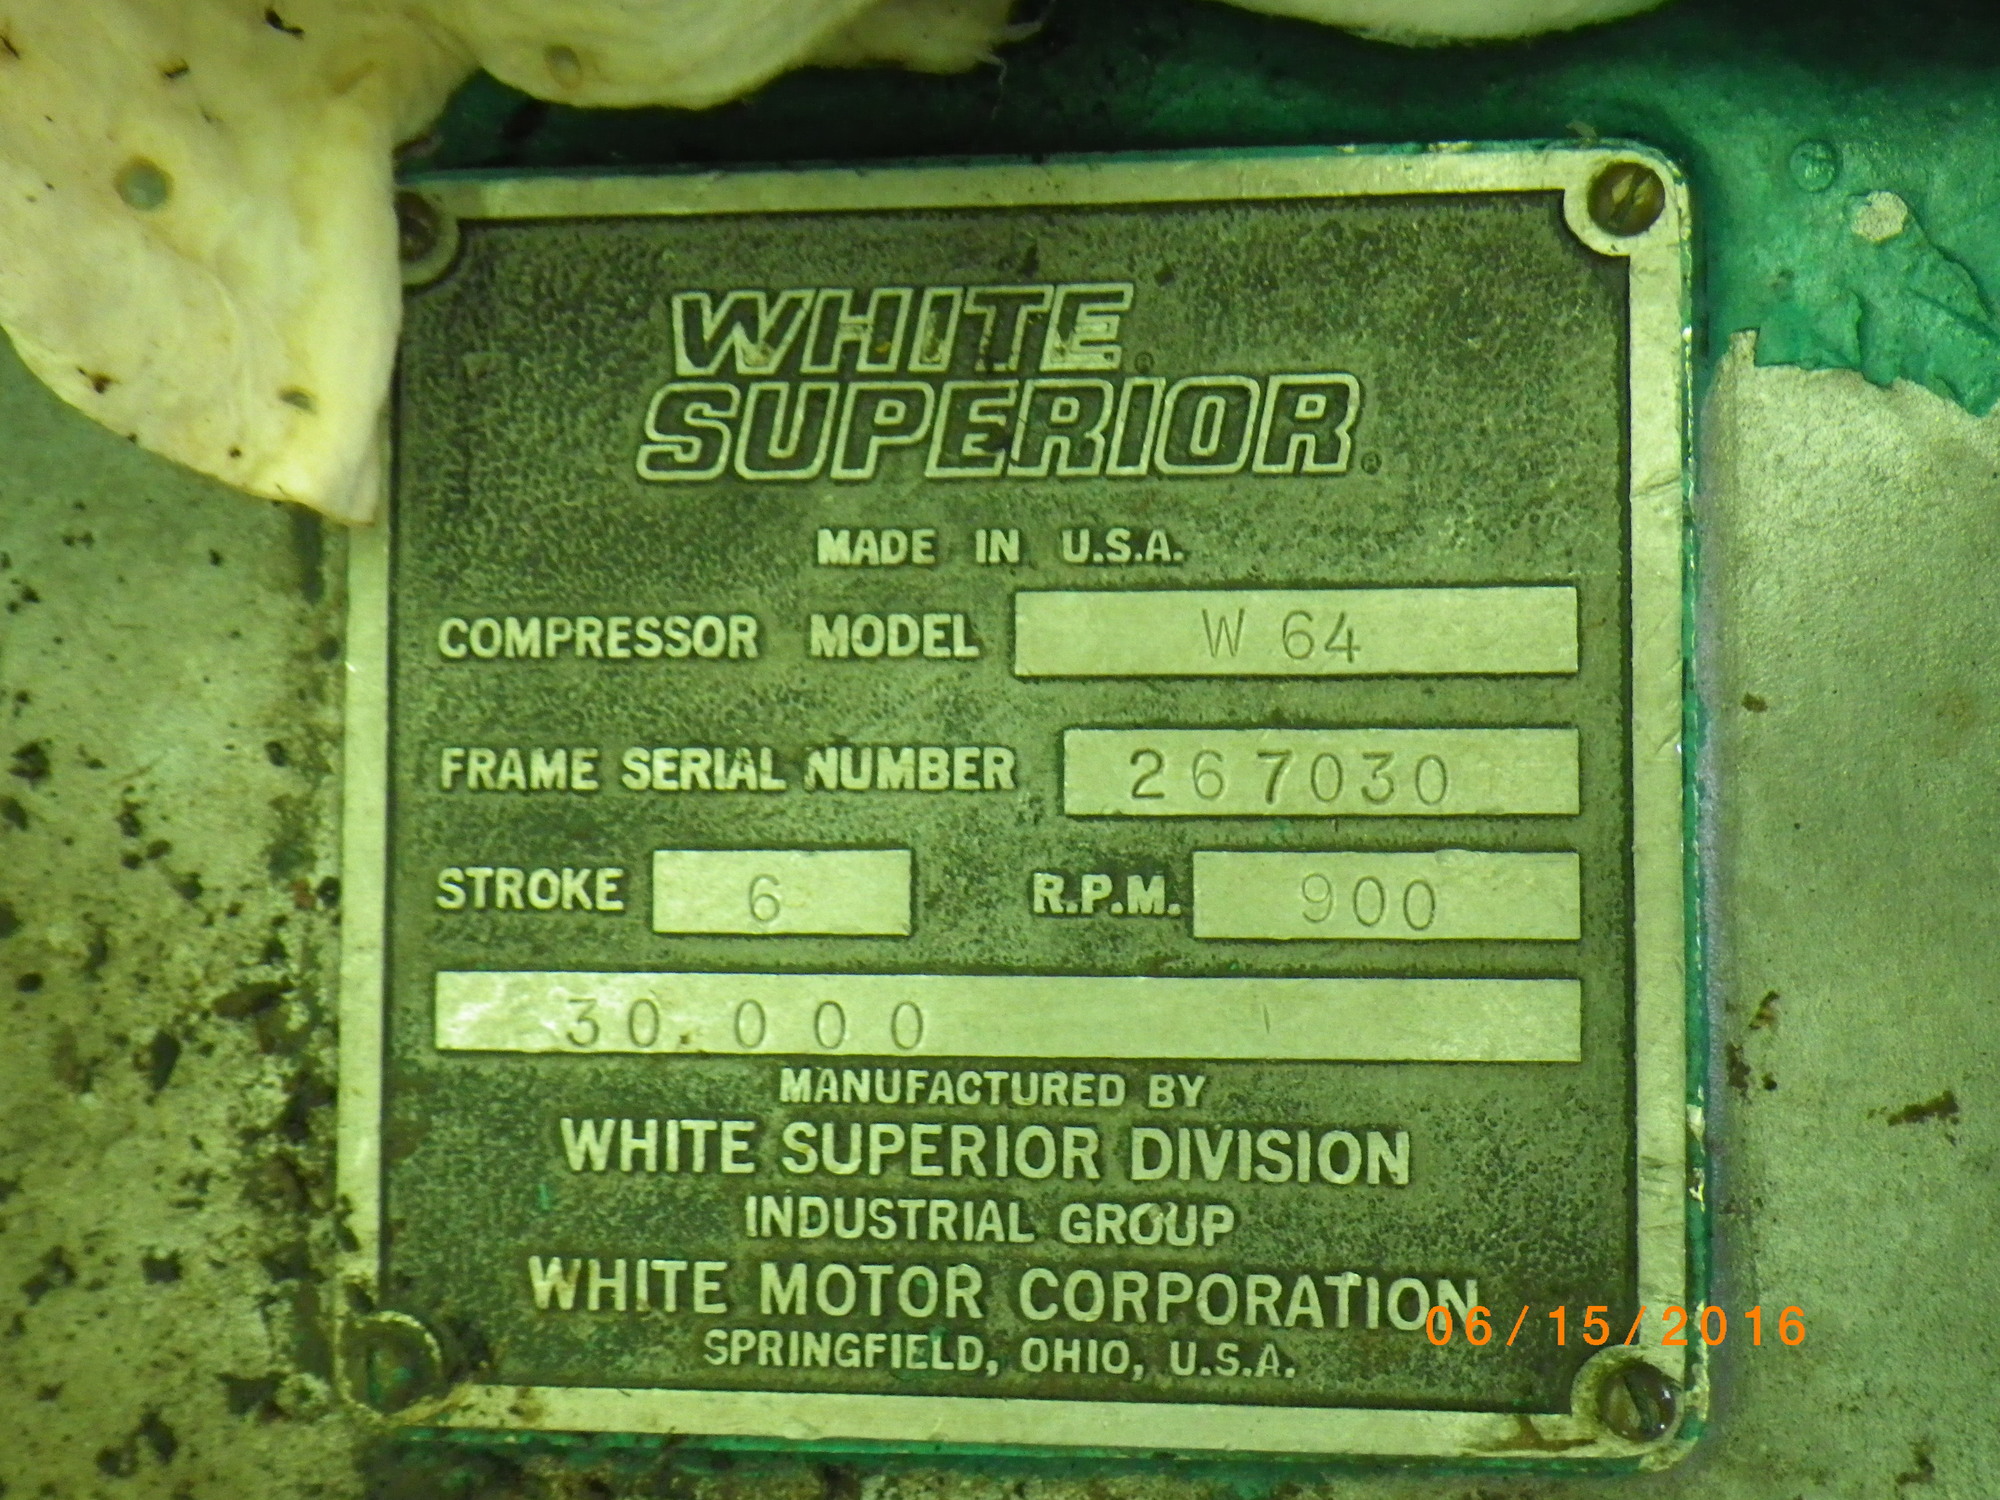 WHITE®
SUPERIOR®
MADE IN U.S.A.
COMPRESSOR MODEL W 64
FRAME SERIAL NUMBER 267030
STROKE 6 R.P.M. 900
30,000
MANUFACTURED BY
WHITE SUPERIOR DIVISION
INDUSTRIAL GROUP
WHITE MOTOR CORPORATION
SPRINGFIELD, OHIO, U.S.A.
06/15/2016